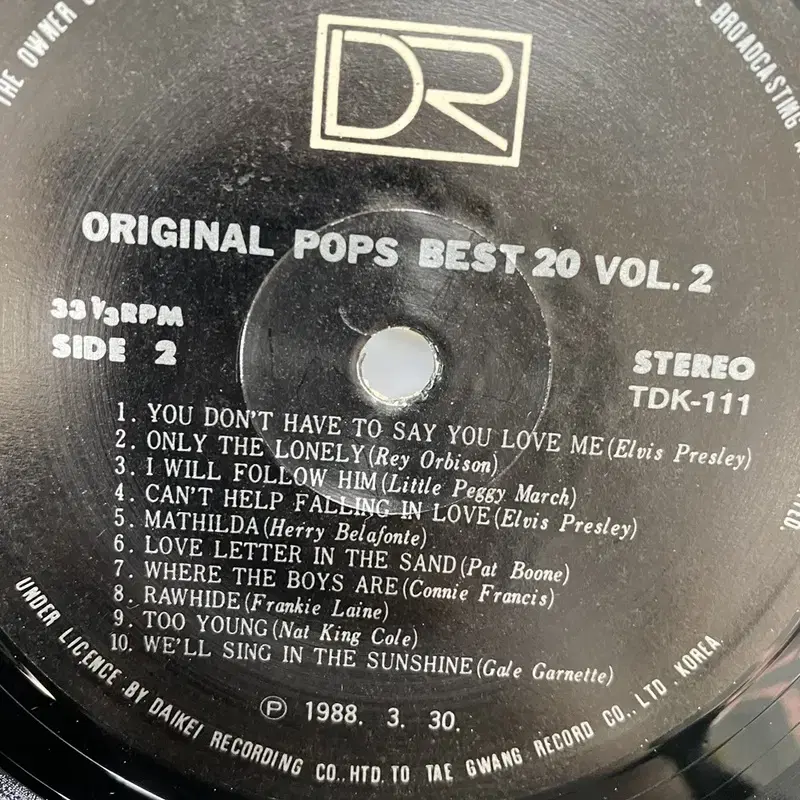 THE OWNER
BROADCASTING
DR
ORIGINAL POPS BEST 20 VOL. 2
33 1/3 RPM
SIDE 2
STEREO
TDK-111
1. YOU DON'T HAVE TO SAY YOU LOVE ME (Elvis Presley)
2. ONLY THE LONELY (Rey Orbison)
3. I WILL FOLLOW HIM (Little Peggy March)
4. CAN'T HELP FALLING IN LOVE (Elvis Presley)
5. MATHILDA (Herry Belafonte)
6. LOVE LETTER IN THE SAND (Pat Boone)
7. WHERE THE BOYS ARE (Connie Francis)
8. RAWHIDE (Frankie Laine)
9. TOO YOUNG (Nat King Cole)
10. WE'LL SING IN THE SUNSHINE (Gale Garnette)
℗ 1988. 3. 30.
UNDER LICENCE BY DAIKEI RECORDING CO., HTD. TO TAE GWANG RECORD CO., LTD. KOREA.